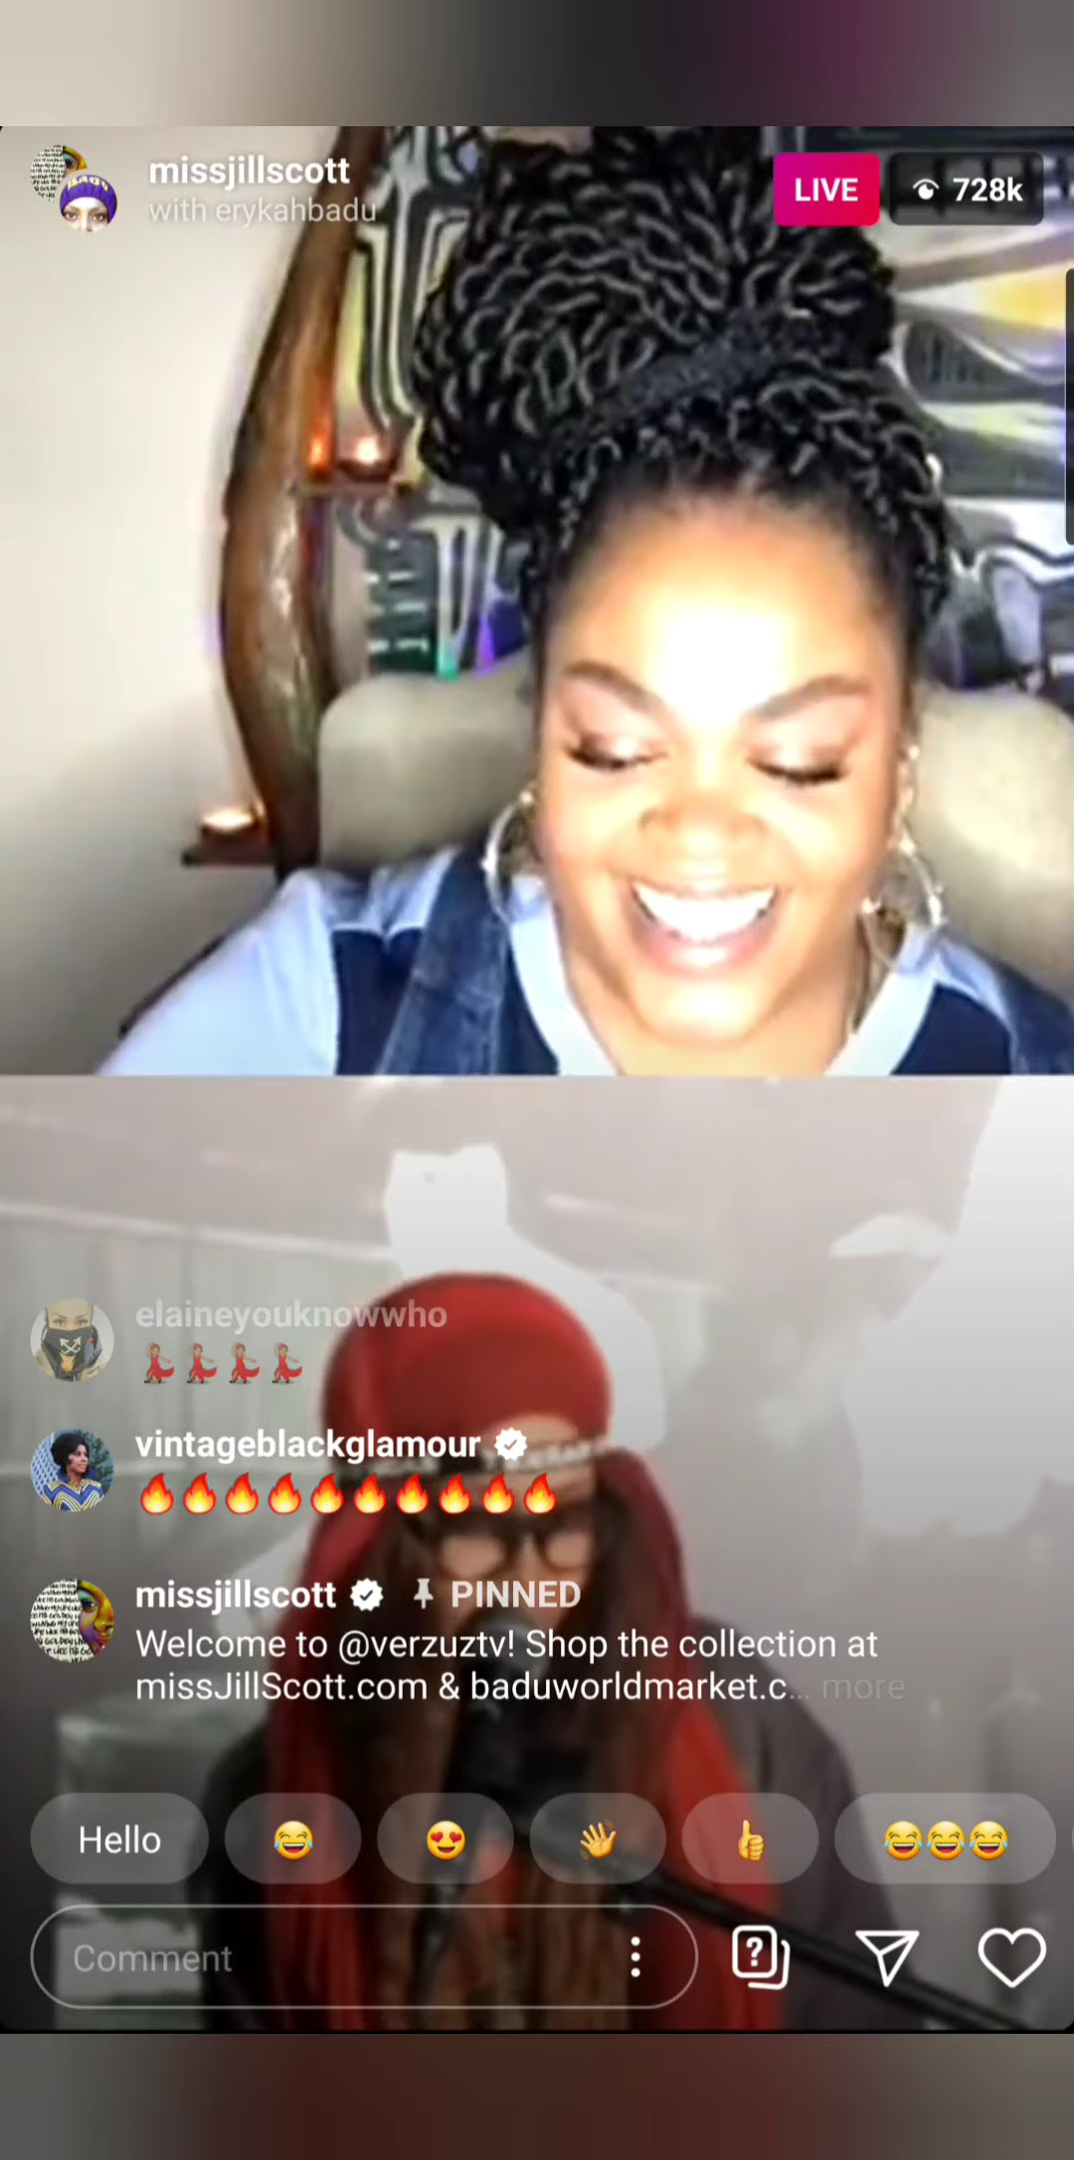 missjillscott
with erykahbadu
LIVE
728k
BADU
elaineyouknowwho
💃💃💃💃
vintageblackglamour
🔥🔥🔥🔥🔥🔥🔥🔥🔥🔥
missjillscott PINNED
Welcome to @verzuztv! Shop the collection at
missJillScott.com & baduworldmarket.c... more
Hello 😂 😍 👋 👍 😂😂😂
Comment
?